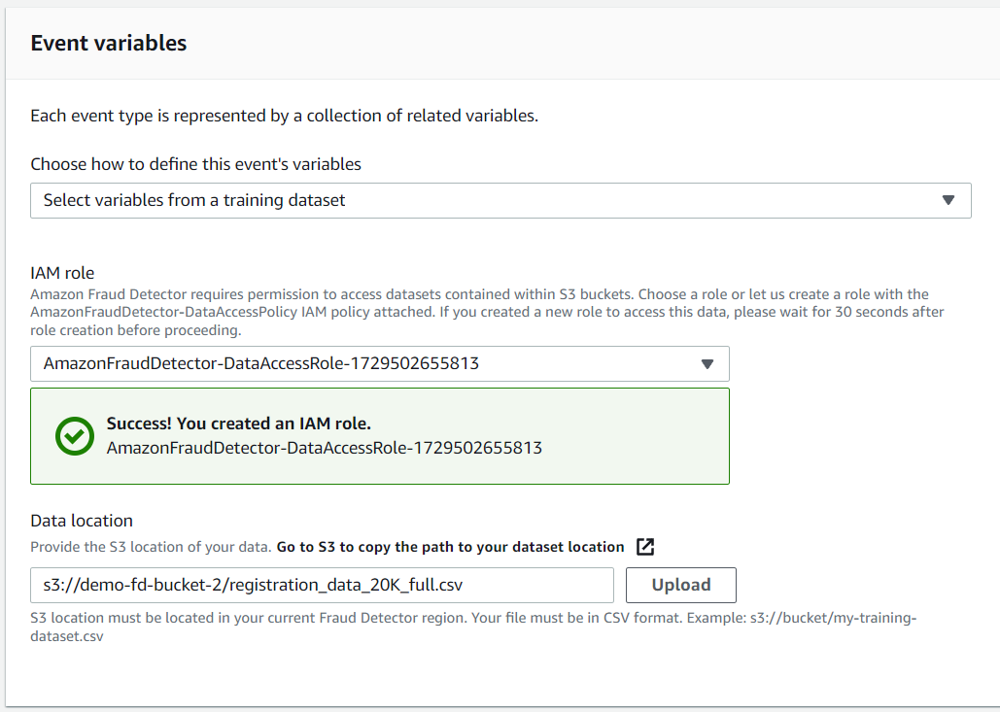 Event variables
Each event type is represented by a collection of related variables.
Choose how to define this event's variables
Select variables from a training dataset
IAM role
Amazon Fraud Detector requires permission to access datasets contained within S3 buckets. Choose a role or let us create a role with the
AmazonFraudDetector-DataAccessPolicy IAM policy attached. If you created a new role to access this data, please wait for 30 seconds after
role creation before proceeding.
AmazonFraudDetector-DataAccessRole-1729502655813
Success! You created an IAM role.
AmazonFraudDetector-DataAccessRole-1729502655813
Data location
Provide the S3 location of your data. Go to S3 to copy the path to your dataset location
s3://demo-fd-bucket-2/registration_data_20K_full.csv
Upload
S3 location must be located in your current Fraud Detector region. Your file must be in CSV format. Example: s3://bucket/my-training-
dataset.csv